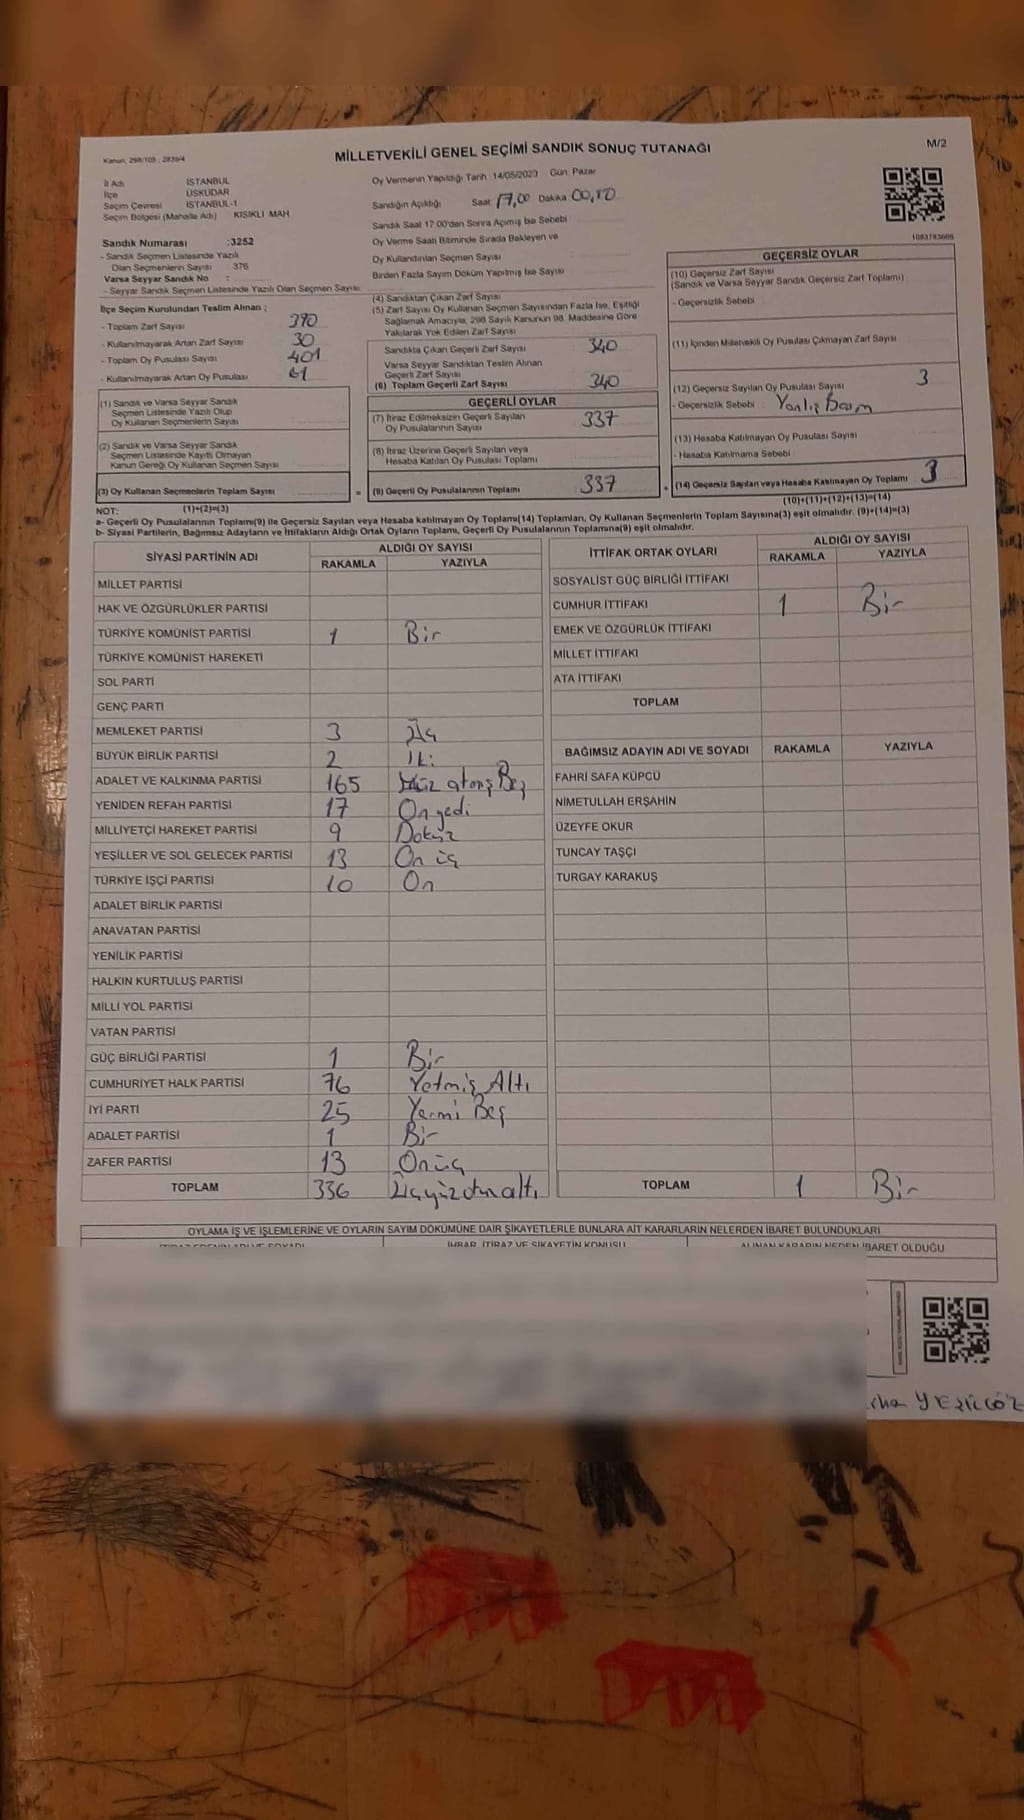 Kanun: 298/105 ; 2839/4
MİLLETVEKİLİ GENEL SEÇİMİ SANDIK SONUÇ TUTANAĞI
M/2
İl Adı İSTANBUL
İlçe ÜSKÜDAR
Seçim Çevresi İSTANBUL-1
Seçim Bölgesi (Mahalle Adı) KISIKLI MAH
Sandık Numarası :3252
- Sandık Seçmen Listesinde Yazılı
Olan Seçmenlerin Sayısı 376
Varsa Seyyar Sandık No :
- Seyyar Sandık Seçmen Listesinde Yazılı Olan Seçmen Sayısı
İlçe Seçim Kurulundan Teslim Alınan ;
- Toplam Zarf Sayısı 370
- Kullanılmayarak Artan Zarf Sayısı 30
- Toplam Oy Pusulası Sayısı 401
- Kullanılmayarak Artan Oy Pusulası 61
Oy Vermenin Yapıldığı Tarih 14/05/2023 Gün Pazar
Sandığın Açıldığı Saat 17,00 Dakika
Sandık Saat 17.00'den Sonra Açımış İse Sebebi
Oy Verme Saati Bitiminde Sırada Bekleyen ve
Oy Kullandırılan Seçmen Sayısı
Birden Fazla Sayım Döküm Yapılmış İse Sayısı
(4) Sandıktan Çıkan Zarf Sayısı
(5) Zarf Sayısı Oy Kullanan Seçmen Sayısından Fazla İse, Eşitliği
Sağlamak Amacıyla, 298 Sayılı Kanunun 98. Maddesine Göre
Yakılarak Yok Edilen Zarf Sayısı
Sandıkta Çıkan Geçerli Zarf Sayısı 340
Varsa Seyyar Sandıktan Teslim Alınan
Geçerli Zarf Sayısı
(6) Toplam Geçerli Zarf Sayısı 340
1083783666
GEÇERSİZ OYLAR
(10) Geçersiz Zarf Sayısı
(Sandık ve Varsa Seyyar Sandık Geçersiz Zarf Toplamı)
- Geçersizlik Sebebi
(11) İçinden Milletvekili Oy Pusulası Çıkmayan Zarf Sayısı
(12) Geçersiz Sayılan Oy Pusulası Sayısı 3
- Geçersizlik Sebebi : Yanlış Basım
(13) Hesaba Katılmayan Oy Pusulası Sayısı
- Hesaba Katılmama Sebebi
(14) Geçersiz Sayılan veya Hesaba Katılmayan Oy Toplamı 3
(10)+(11)+(12)+(13)=(14)
(1) Sandık ve Varsa Seyyar Sandık
Seçmen Listesinde Yazılı Olup
Oy Kullanan Seçmenlerin Sayısı
(2) Sandık ve Varsa Seyyar Sandık
Seçmen Listesinde Kayıtlı Olmayan
Kanun Gereği Oy Kullanan Seçmen Sayısı
(3) Oy Kullanan Seçmenlerin Toplam Sayısı
(1)+(2)=(3)
=
GEÇERLİ OYLAR
(7) İtiraz Edilmeksizin Geçerli Sayılan
Oy Pusulalarının Sayısı 337
(8) İtiraz Üzerine Geçerli Sayılan veya
Hesaba Katılan Oy Pusulası Toplamı
(9) Geçerli Oy Pusulalarının Toplamı 337
+
NOT:
a- Geçerli Oy Pusulalarının Toplamı(9) ile Geçersiz Sayılan veya Hesaba katılmayan Oy Toplamı(14) Toplamları, Oy Kullanan Seçmenlerin Toplam Sayısına(3) eşit olmalıdır. (9)+(14)=(3)
b- Siyasi Partilerin, Bağımsız Adayların ve İttifakların Aldığı Ortak Oyların Toplamı, Geçerli Oy Pusulalarının Toplamına(9) eşit olmalıdır.
SİYASİ PARTİNİN ADI ALDIĞI OY SAYISI
RAKAMLA YAZIYLA
MİLLET PARTİSİ
HAK VE ÖZGÜRLÜKLER PARTİSİ
TÜRKİYE KOMÜNİST PARTİSİ 1 Bir
TÜRKİYE KOMÜNİST HAREKETİ
SOL PARTİ
GENÇ PARTİ
MEMLEKET PARTİSİ 3 Üç
BÜYÜK BİRLİK PARTİSİ 2 İki
ADALET VE KALKINMA PARTİSİ 165 Yüz atmış Beş
YENİDEN REFAH PARTİSİ 17 On yedi
MİLLİYETÇİ HAREKET PARTİSİ 9 Dokuz
YEŞİLLER VE SOL GELECEK PARTİSİ 13 On üç
TÜRKİYE İŞÇİ PARTİSİ 10 On
ADALET BİRLİK PARTİSİ
ANAVATAN PARTİSİ
YENİLİK PARTİSİ
HALKIN KURTULUŞ PARTİSİ
MİLLİ YOL PARTİSİ
VATAN PARTİSİ
GÜÇ BİRLİĞİ PARTİSİ 1 Bir
CUMHURİYET HALK PARTİSİ 76 Yetmiş Altı
İYİ PARTİ 25 Yirmi Beş
ADALET PARTİSİ 1 Bir
ZAFER PARTİSİ 13 Onüç
TOPLAM 336 Üçyüzotuzaltı
İTTİFAK ORTAK OYLARI ALDIĞI OY SAYISI
RAKAMLA YAZIYLA
SOSYALİST GÜÇ BİRLİĞİ İTTİFAKI
CUMHUR İTTİFAKI 1 Bir
EMEK VE ÖZGÜRLÜK İTTİFAKI
MİLLET İTTİFAKI
ATA İTTİFAKI
TOPLAM
BAĞIMSIZ ADAYIN ADI VE SOYADI RAKAMLA YAZIYLA
FAHRİ SAFA KÜPCÜ
NİMETULLAH ERŞAHİN
ÜZEYFE OKUR
TUNCAY TAŞÇI
TURGAY KARAKUŞ
TOPLAM 1 Bir
OYLAMA İŞ VE İŞLEMLERİNE VE OYLARIN SAYIM DÖKÜMÜNE DAİR ŞİKAYETLERLE BUNLARA AİT KARARLARIN NELERDEN İBARET BULUNDUKLARI
İHBAR, İTİRAZ VE ŞİKAYETİN KONUSU ALINAN KARARIN NEDEN İBARET OLDUĞU